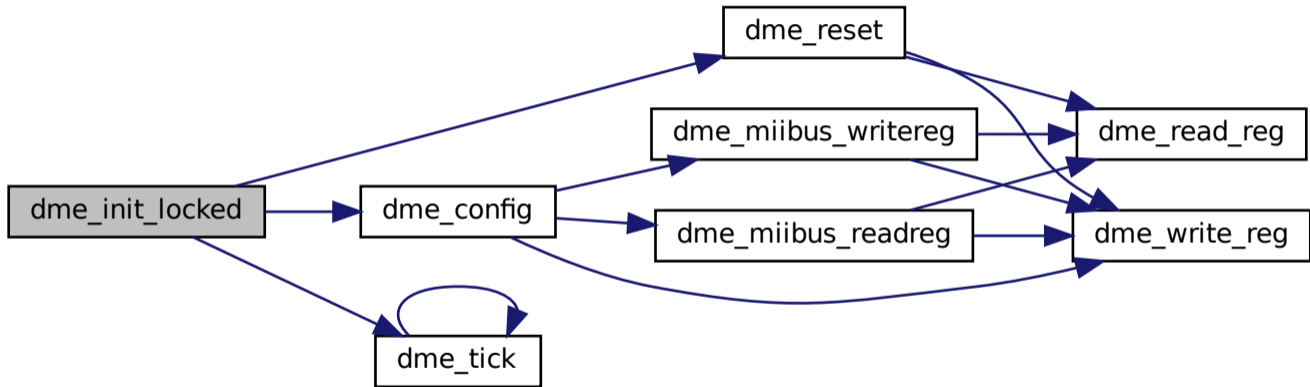 dme_reset
dme_miibus_writereg
dme_read_reg
dme_init_locked
dme_config
dme_miibus_readreg
dme_write_reg
dme_tick